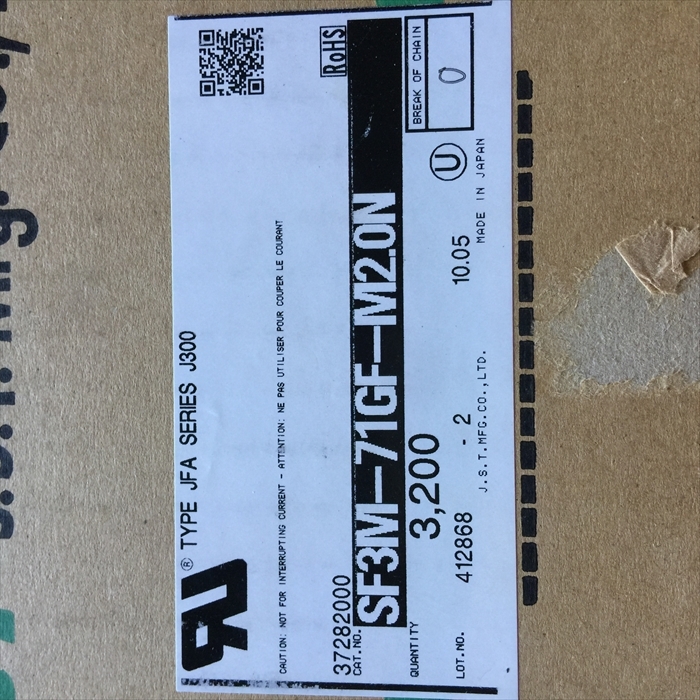 ® TYPE JFA SERIES J300
CAUTION: NOT FOR INTERRUPTING CURRENT - ATTENTION: NE PAS UTILISER POUR COUPER LE COURANT
37282000
RoHS
CAT.NO. SF3M-71GF-M2.0N
QUANTITY 3,200
BREAK OF CHAIN 0
U
LOT.NO. 412868 - 2 10.05
J.S.T.MFG.CO.,LTD. MADE IN JAPAN